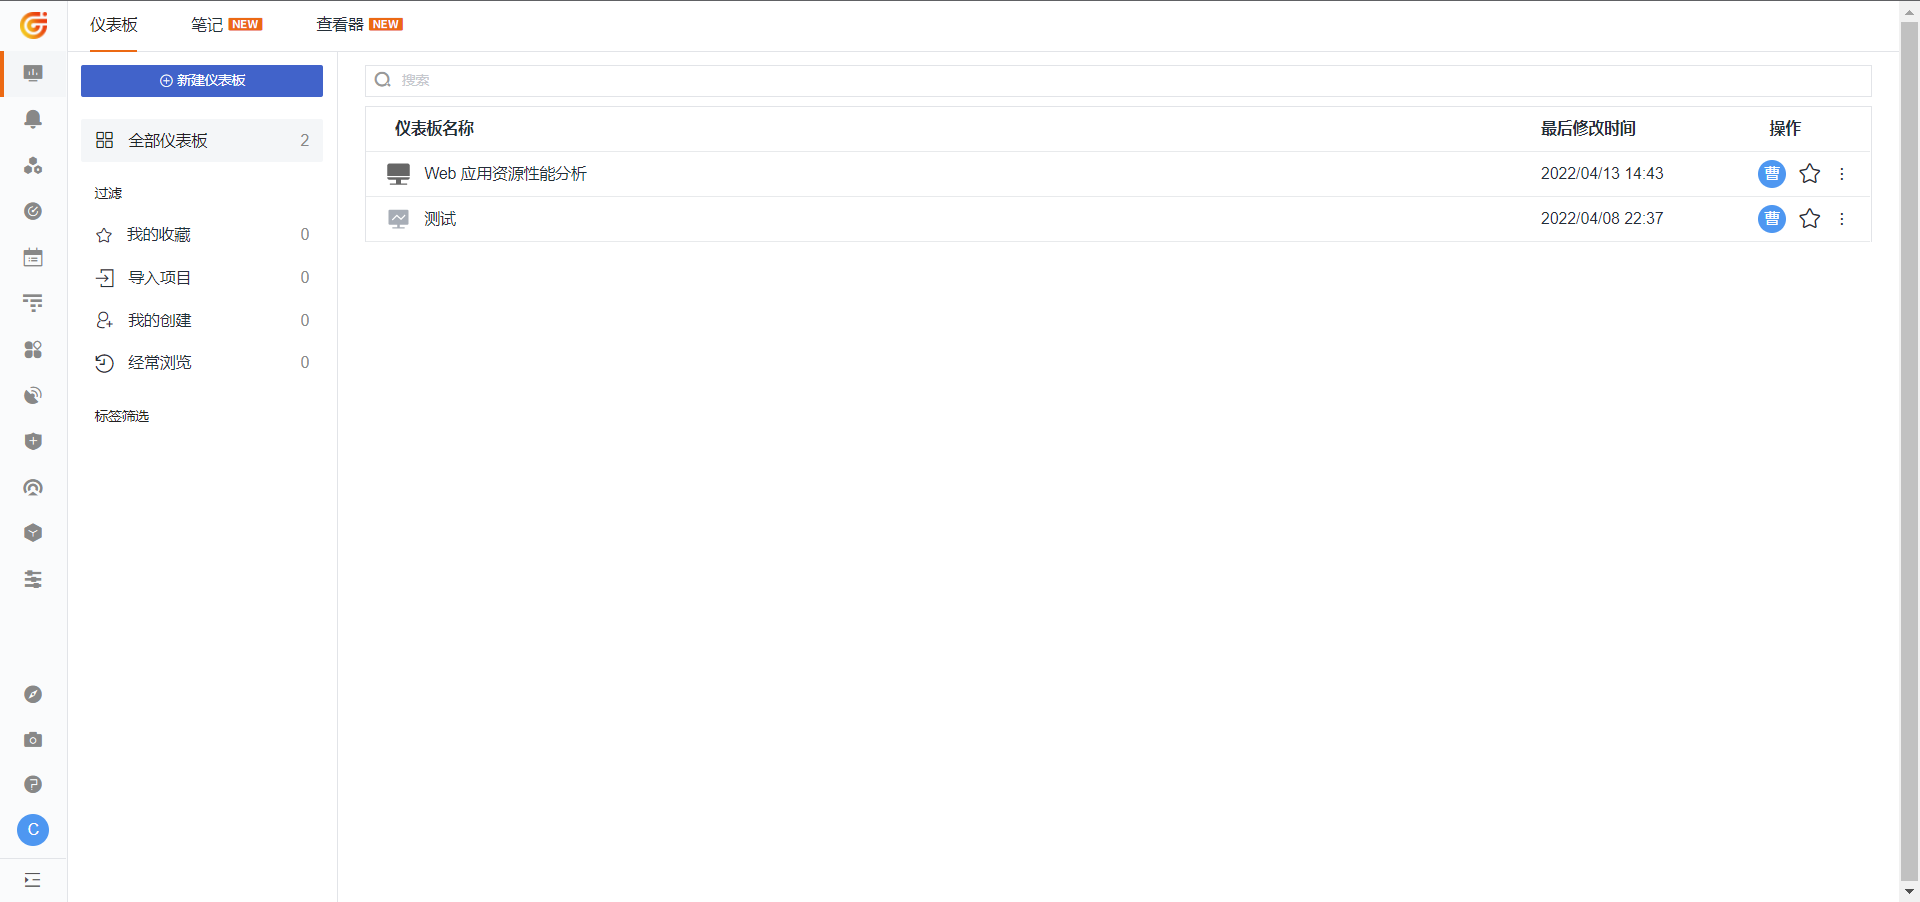 仪表板 笔记 NEW 查看器 NEW
新建仪表板
全部仪表板 2
过滤
我的收藏 0
导入项目 0
我的创建 0
经常浏览 0
标签筛选
C
搜索
仪表板名称 最后修改时间 操作
Web 应用资源性能分析 2022/04/13 14:43 曹
测试 2022/04/08 22:37 曹